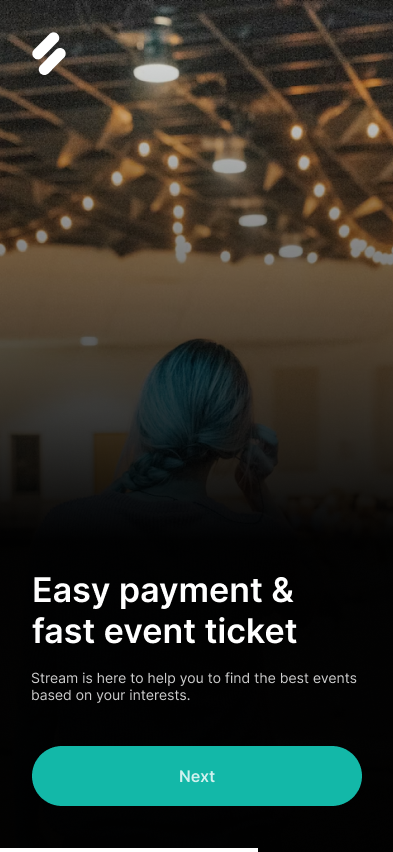 Easy payment &
fast event ticket
Stream is here to help you to find the best events
based on your interests.
Next